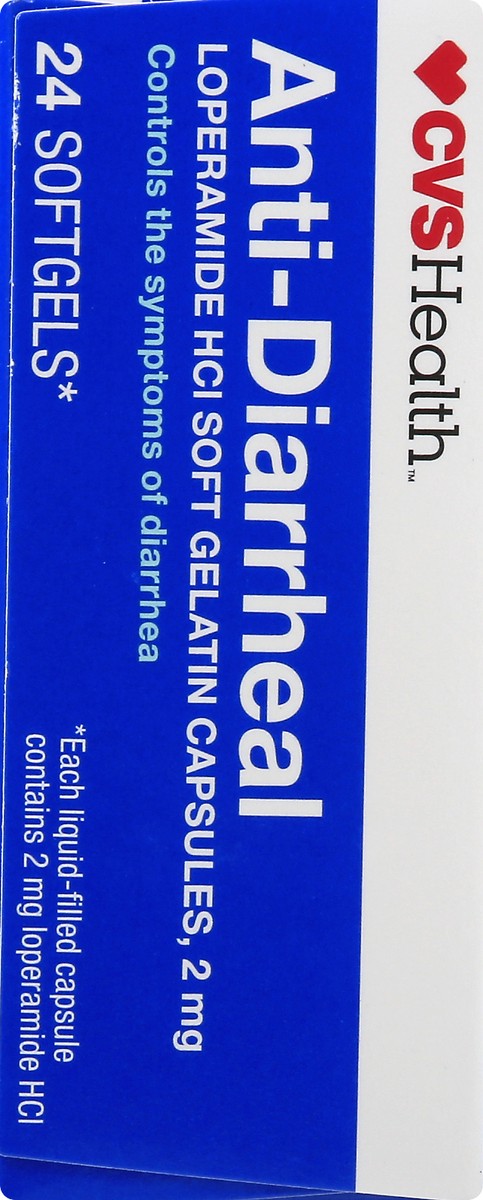 CVSHealth™
Anti-Diarrheal
LOPERAMIDE HCl SOFT GELATIN CAPSULES, 2 mg
Controls the symptoms of diarrhea
24 SOFTGELS*
*Each liquid-filled capsule
contains 2 mg loperamide HCl